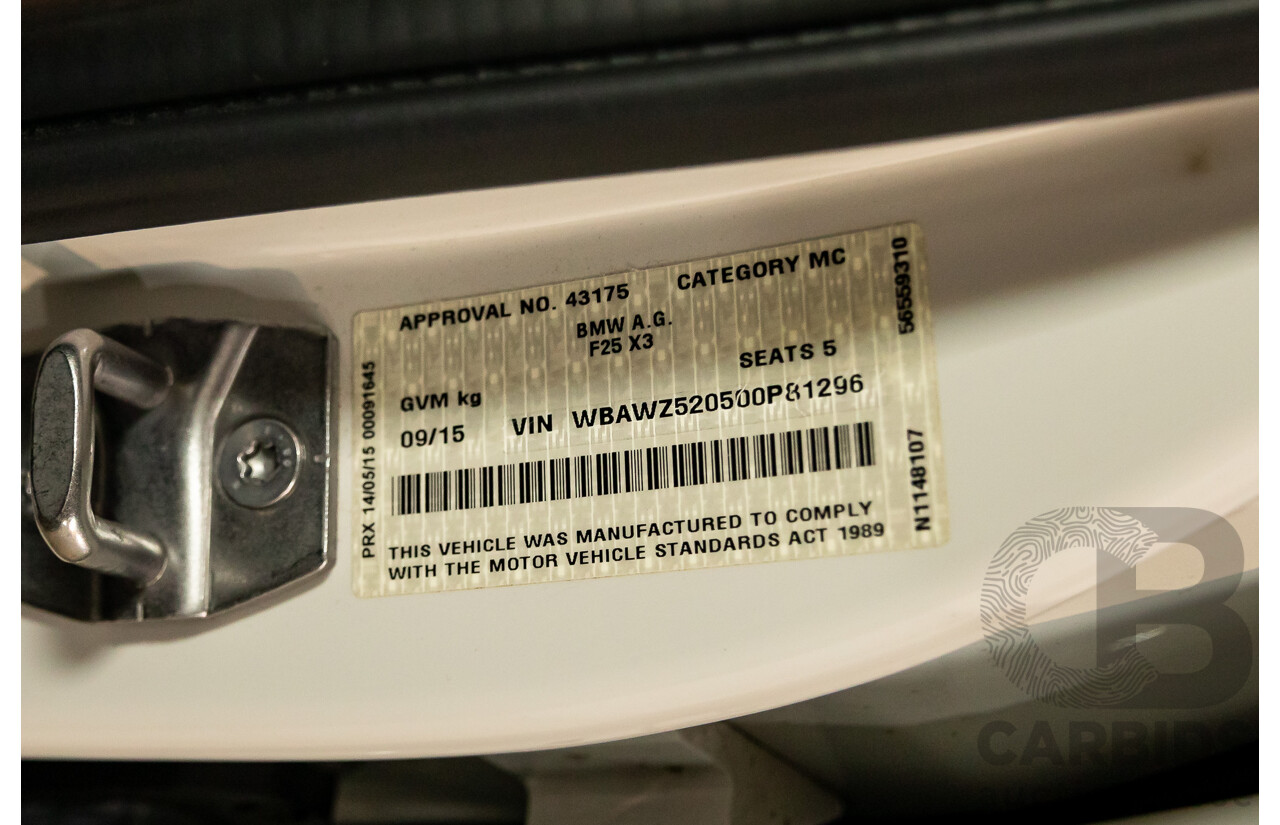 APPROVAL NO. 43175 CATEGORY MC
BMW A.G.
F25 X3
GVM kg SEATS 5
09/15 VIN WBAWZ520500P81296
THIS VEHICLE WAS MANUFACTURED TO COMPLY
WITH THE MOTOR VEHICLE STANDARDS ACT 1989
PRX 14/05/15 00091645
56559310
N1148107
CB
CARBIDS